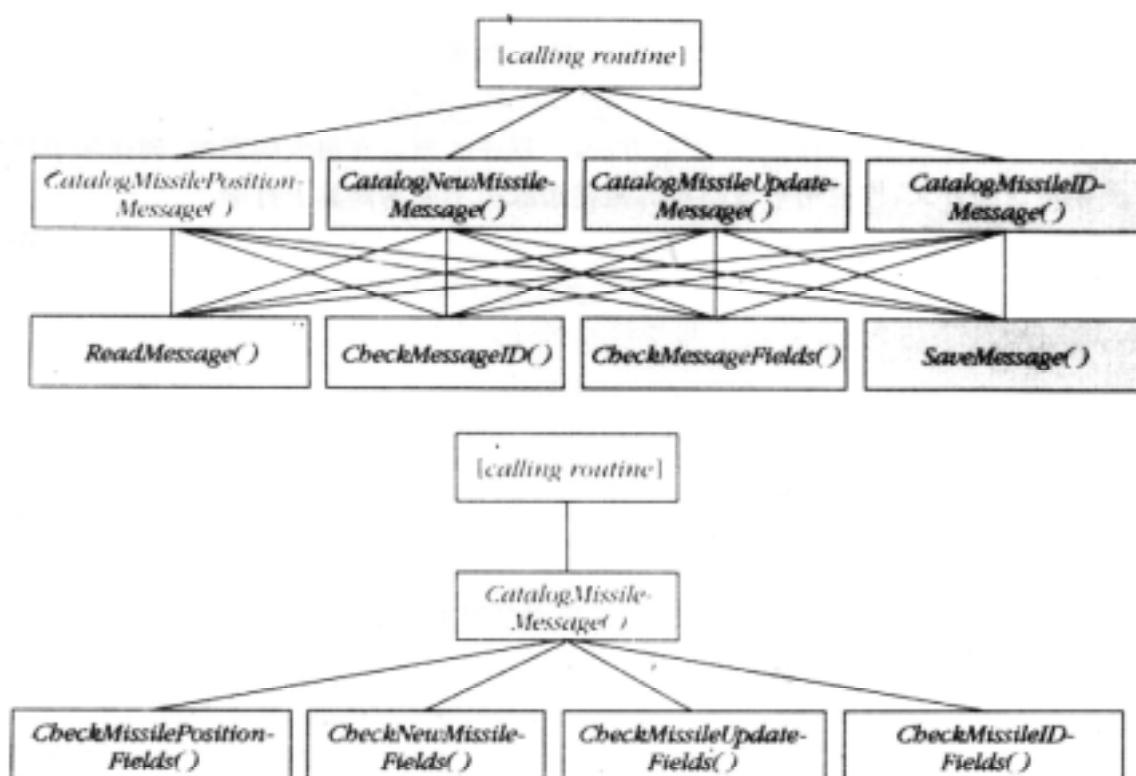 [calling routine]
CatalogMissilePosition-
Message( )
CatalogNewMissile-
Message( )
CatalogMissileUpdate-
Message( )
CatalogMissileID-
Message( )
ReadMessage( )
CheckMessageID( )
CheckMessageFields( )
SaveMessage( )
[calling routine]
CatalogMissile-
Message( )
CheckMissilePosition-
Fields( )
CheckNewMissile-
Fields( )
CheckMissileUpdate-
Fields( )
CheckMissileID-
Fields( )